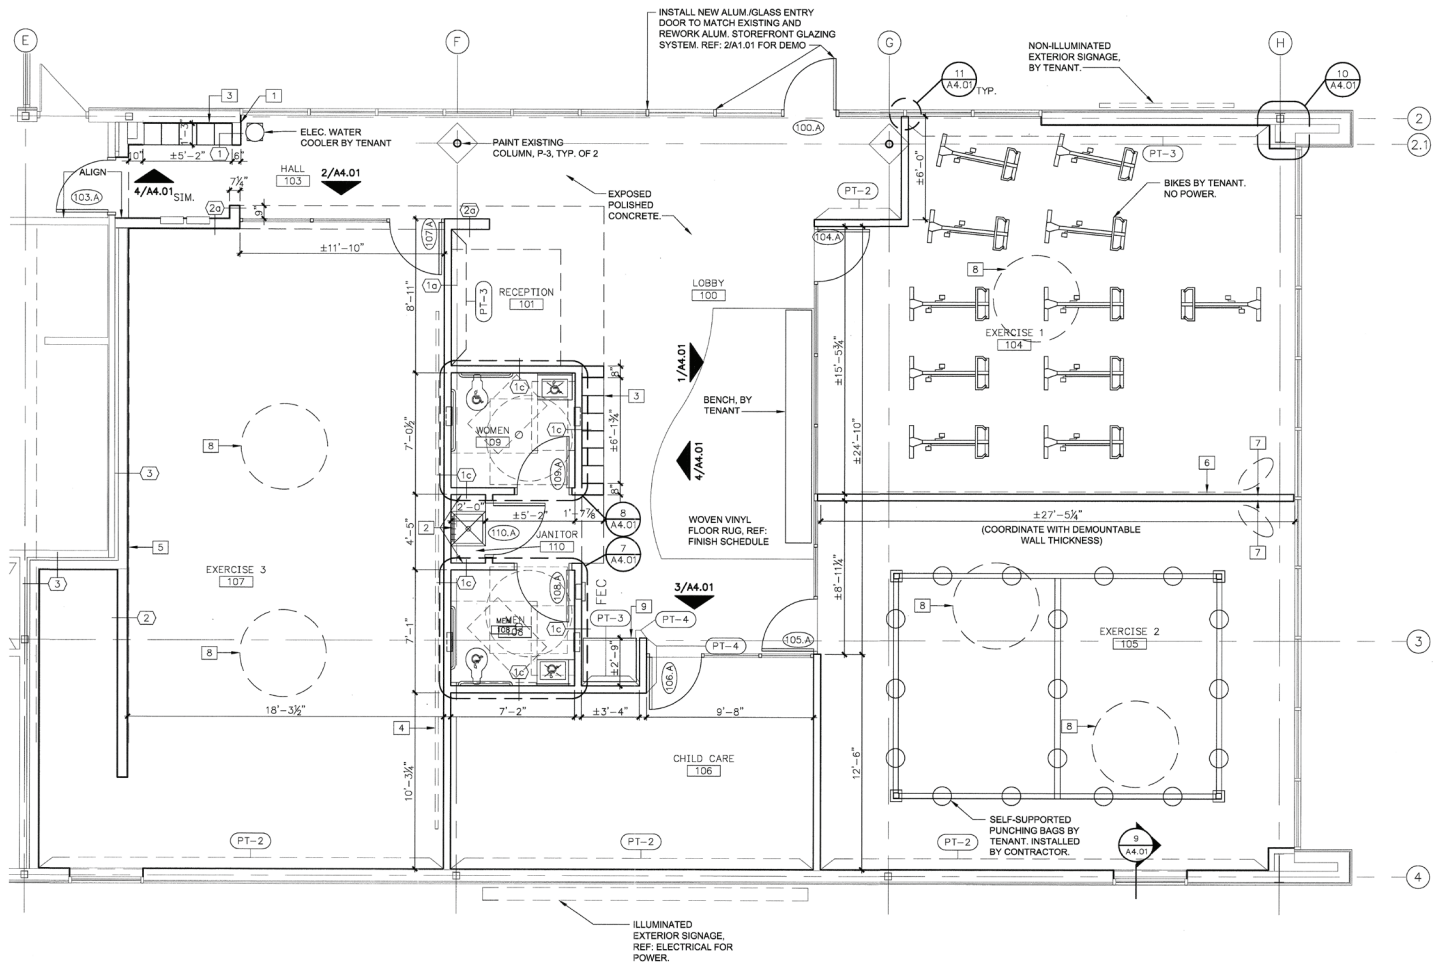 INSTALL NEW ALUM./GLASS ENTRY
DOOR TO MATCH EXISTING AND
REWORK ALUM. STOREFRONT GLAZING
SYSTEM. REF: 2/A1.01 FOR DEMO
E
F
G
H
NON-ILLUMINATED
EXTERIOR SIGNAGE,
BY TENANT.
11
A4.01
TYP.
10
A4.01
3
1
2
2.1
100.A
ELEC. WATER
COOLER BY TENANT
PAINT EXISTING
COLUMN, P-3, TYP. OF 2
PT-3
10"
±5'-2"
6"
1
ALIGN
4/A4.01
SIM.
HALL
103
2/A4.01
7¼"
9"
103.A
2a
2a
EXPOSED
POLISHED
CONCRETE.
PT-2
±6'-0"
BIKES BY TENANT.
NO POWER.
±11'-10"
107.A
104.A
1a
8'-11"
PT-3
RECEPTION
101
LOBBY
100
8
EXERCISE 1
104
1/A4.01
±15'-5¾"
8"
1c
3
BENCH, BY
TENANT
±6'-1¾"
WOMEN
109
1c
8
7'-0½"
4/A4.01
±24'-10"
109.A
3
1c
8"
6
7
2'-0"
±5'-2"
1'-7⅞"
8
A4.01
±27'-5¼"
(COORDINATE WITH DEMOUNTABLE
WALL THICKNESS)
2
110.A
JANITOR
110
WOVEN VINYL
FLOOR RUG, REF:
FINISH SCHEDULE
4'-5"
5
7
A4.01
7
EXERCISE 3
107
3
1c
108.A
FEC
3/A4.01
±8'-11¼"
8
2
PT-3
9
PT-4
MEN
108
1c
EXERCISE 2
105
3
7'-1"
8
PT-4
105.A
1c
±2'-9"
106.A
18'-3½"
7'-2"
±3'-4"
9'-8"
4
8
CHILD CARE
106
12'-6"
10'-3¼"
SELF-SUPPORTED
PUNCHING BAGS BY
TENANT. INSTALLED
BY CONTRACTOR.
PT-2
PT-2
PT-2
9
A4.01
4
ILLUMINATED
EXTERIOR SIGNAGE,
REF: ELECTRICAL FOR
POWER.